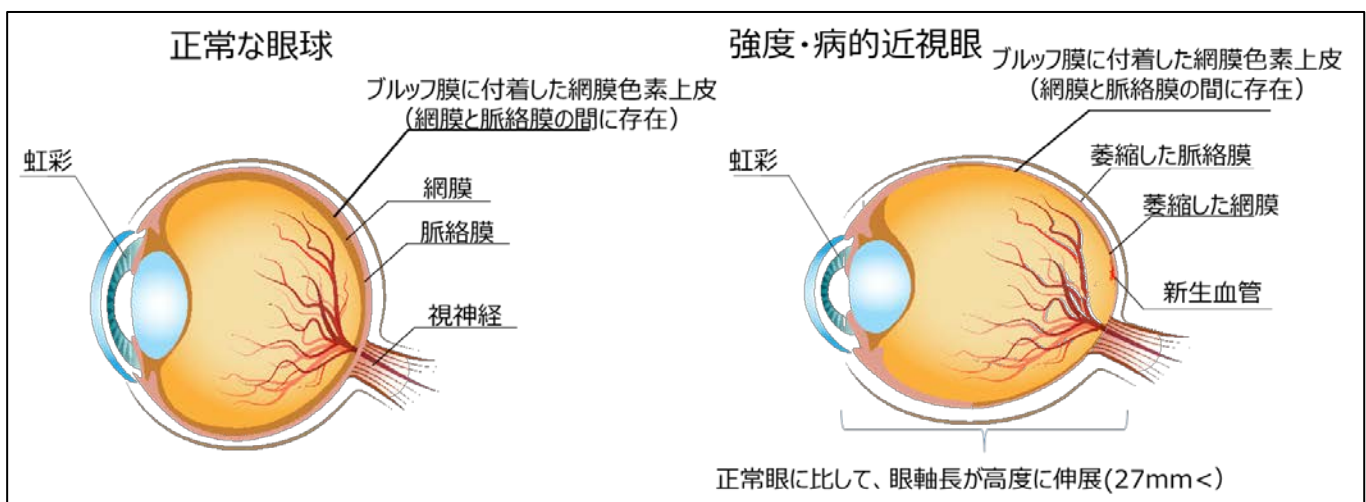 正常な眼球
ブルッフ膜に付着した網膜色素上皮
（網膜と脈絡膜の間に存在）
虹彩
網膜
脈絡膜
視神経
強度・病的近視眼
ブルッフ膜に付着した網膜色素上皮
（網膜と脈絡膜の間に存在）
虹彩
萎縮した脈絡膜
萎縮した網膜
新生血管
正常眼に比して、眼軸長が高度に伸展(27mm<）